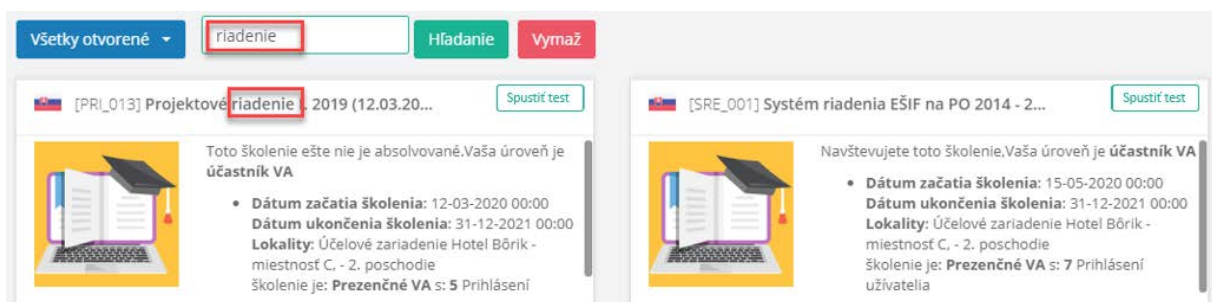 Všetky otvorené
riadenie
Hľadanie
Vymaž
[PRI_013] Projektové riadenie I. 2019 (12.03.20...
Spustiť test
Toto školenie ešte nie je absolvované.Vaša úroveň je
účastník VA
• Dátum začatia školenia: 12-03-2020 00:00
Dátum ukončenia školenia: 31-12-2021 00:00
Lokality: Účelové zariadenie Hotel Bôrik -
miestnosť C, - 2. poschodie
školenie je: Prezenčné VA s: 5 Prihlásení
[SRE_001] Systém riadenia EŠIF na PO 2014 - 2...
Spustiť test
Navštevujete toto školenie,Vaša úroveň je účastník VA
• Dátum začatia školenia: 15-05-2020 00:00
Dátum ukončenia školenia: 31-12-2021 00:00
Lokality: Účelové zariadenie Hotel Bôrik -
miestnosť C, - 2. poschodie
školenie je: Prezenčné VA s: 7 Prihlásení
užívatelia